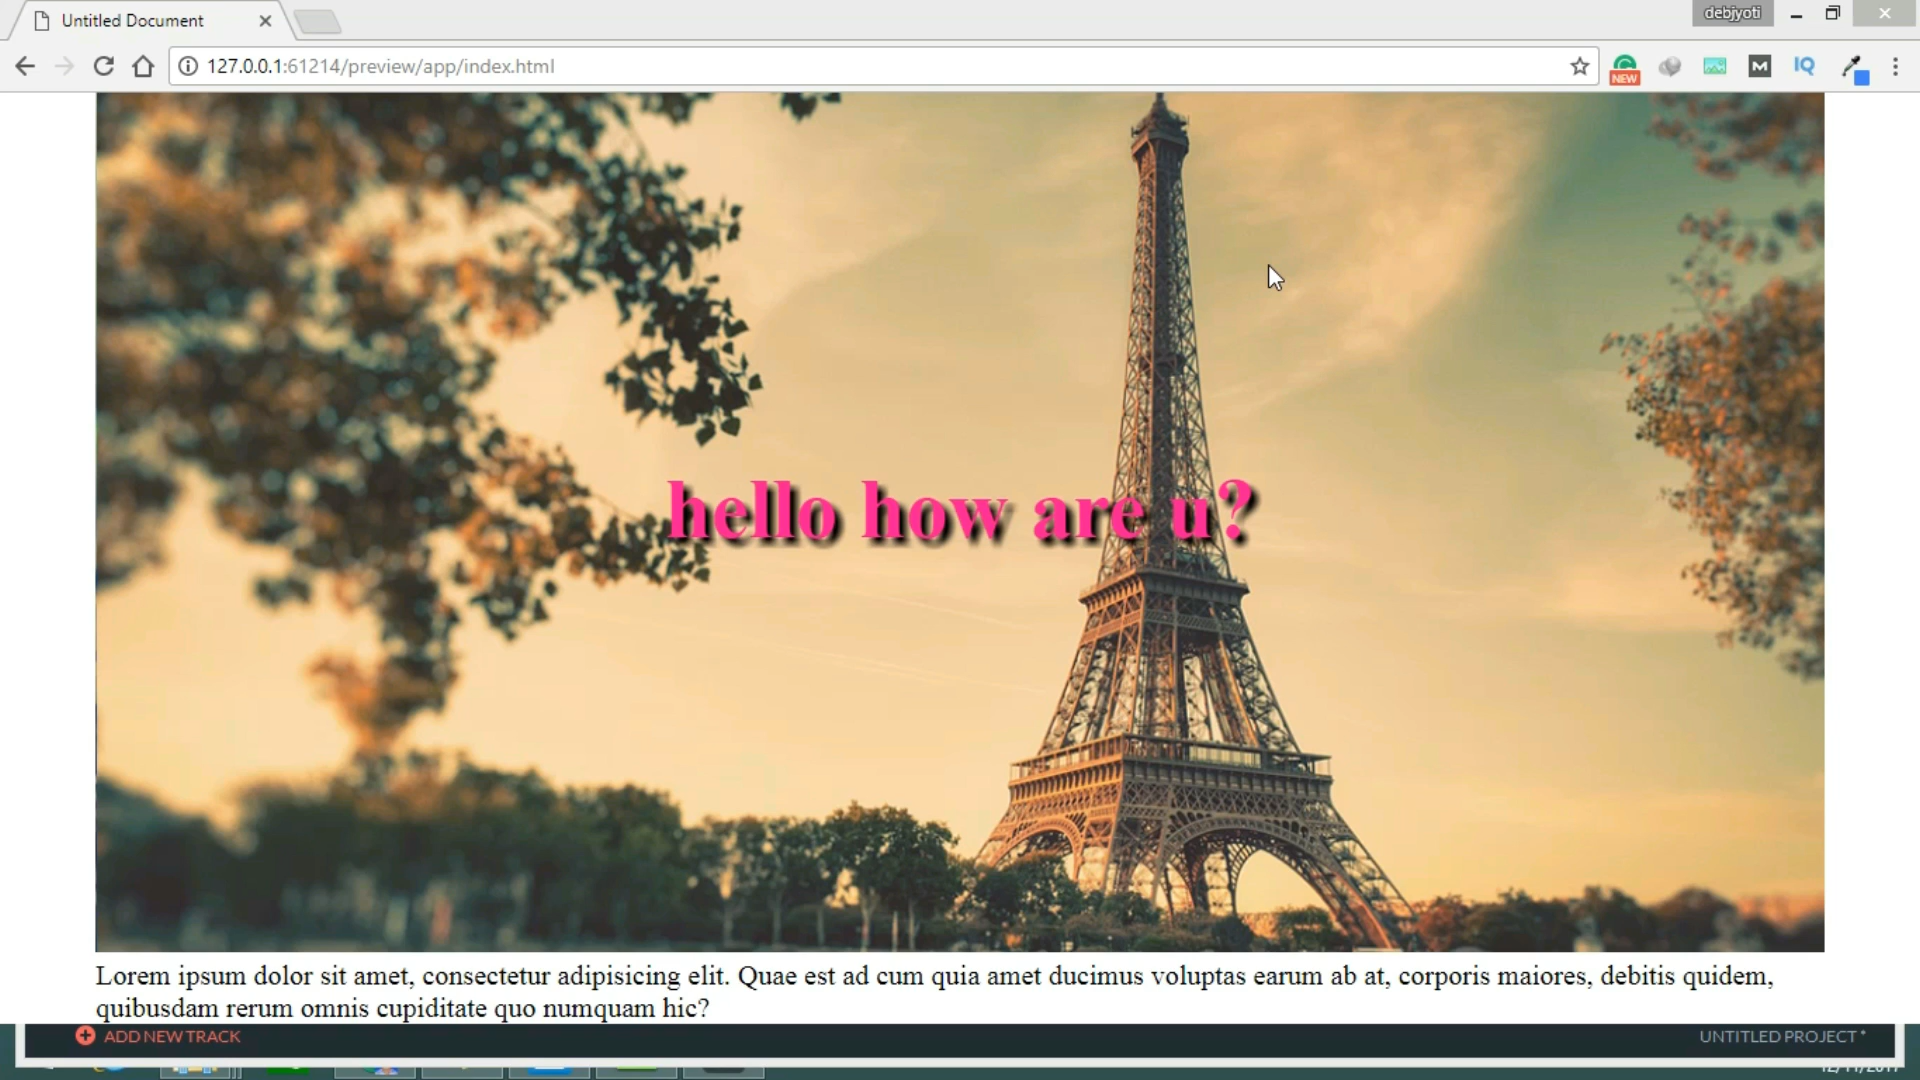 Untitled Document
debjyoti
127.0.0.1:61214/preview/app/index.html
NEW
M
IQ
hello how are u?
Lorem ipsum dolor sit amet, consectetur adipisicing elit. Quae est ad cum quia amet ducimus voluptas earum ab at, corporis maiores, debitis quidem,
quibusdam rerum omnis cupiditate quo numquam hic?
ADD NEW TRACK
UNTITLED PROJECT *